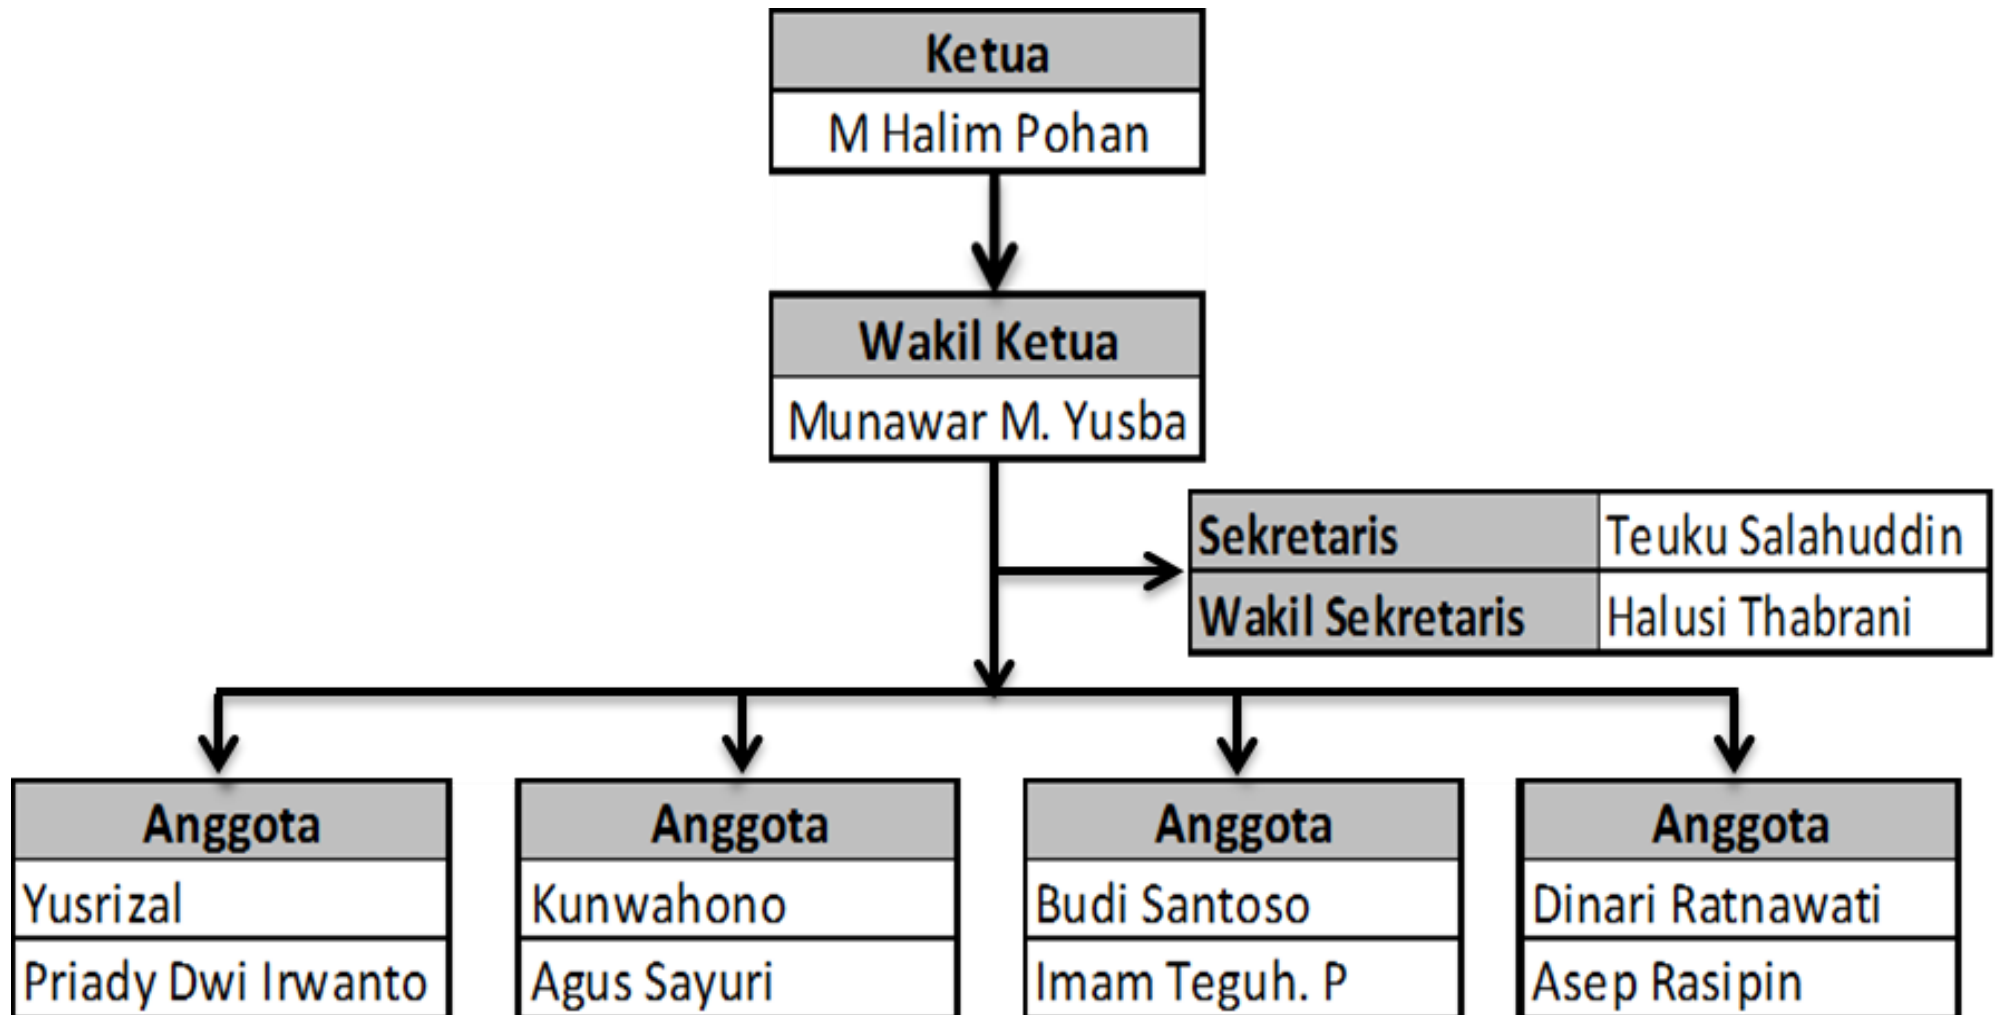 Ketua
M Halim Pohan
Wakil Ketua
Munawar M. Yusba
Sekretaris Teuku Salahuddin
Wakil Sekretaris Halusi Thabrani
Anggota
Yusrizal
Priady Dwi Irwanto
Anggota
Kunwahono
Agus Sayuri
Anggota
Budi Santoso
Imam Teguh. P
Anggota
Dinari Ratnawati
Asep Rasipin